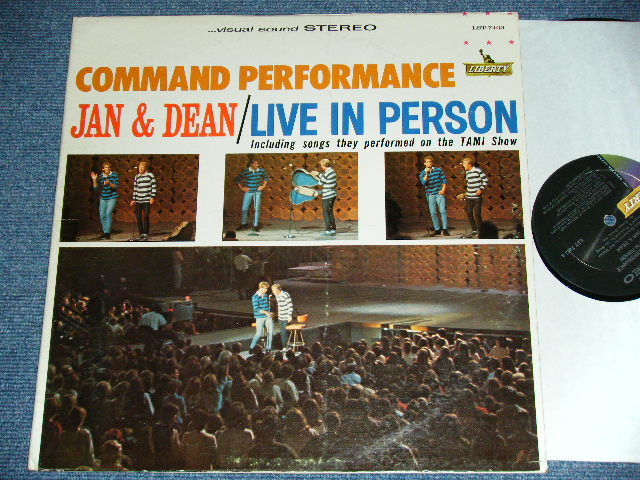 ...visual sound STEREO
LST-7403
LIBERTY
COMMAND PERFORMANCE
JAN & DEAN/LIVE IN PERSON
Including songs they performed on the TAMI Show